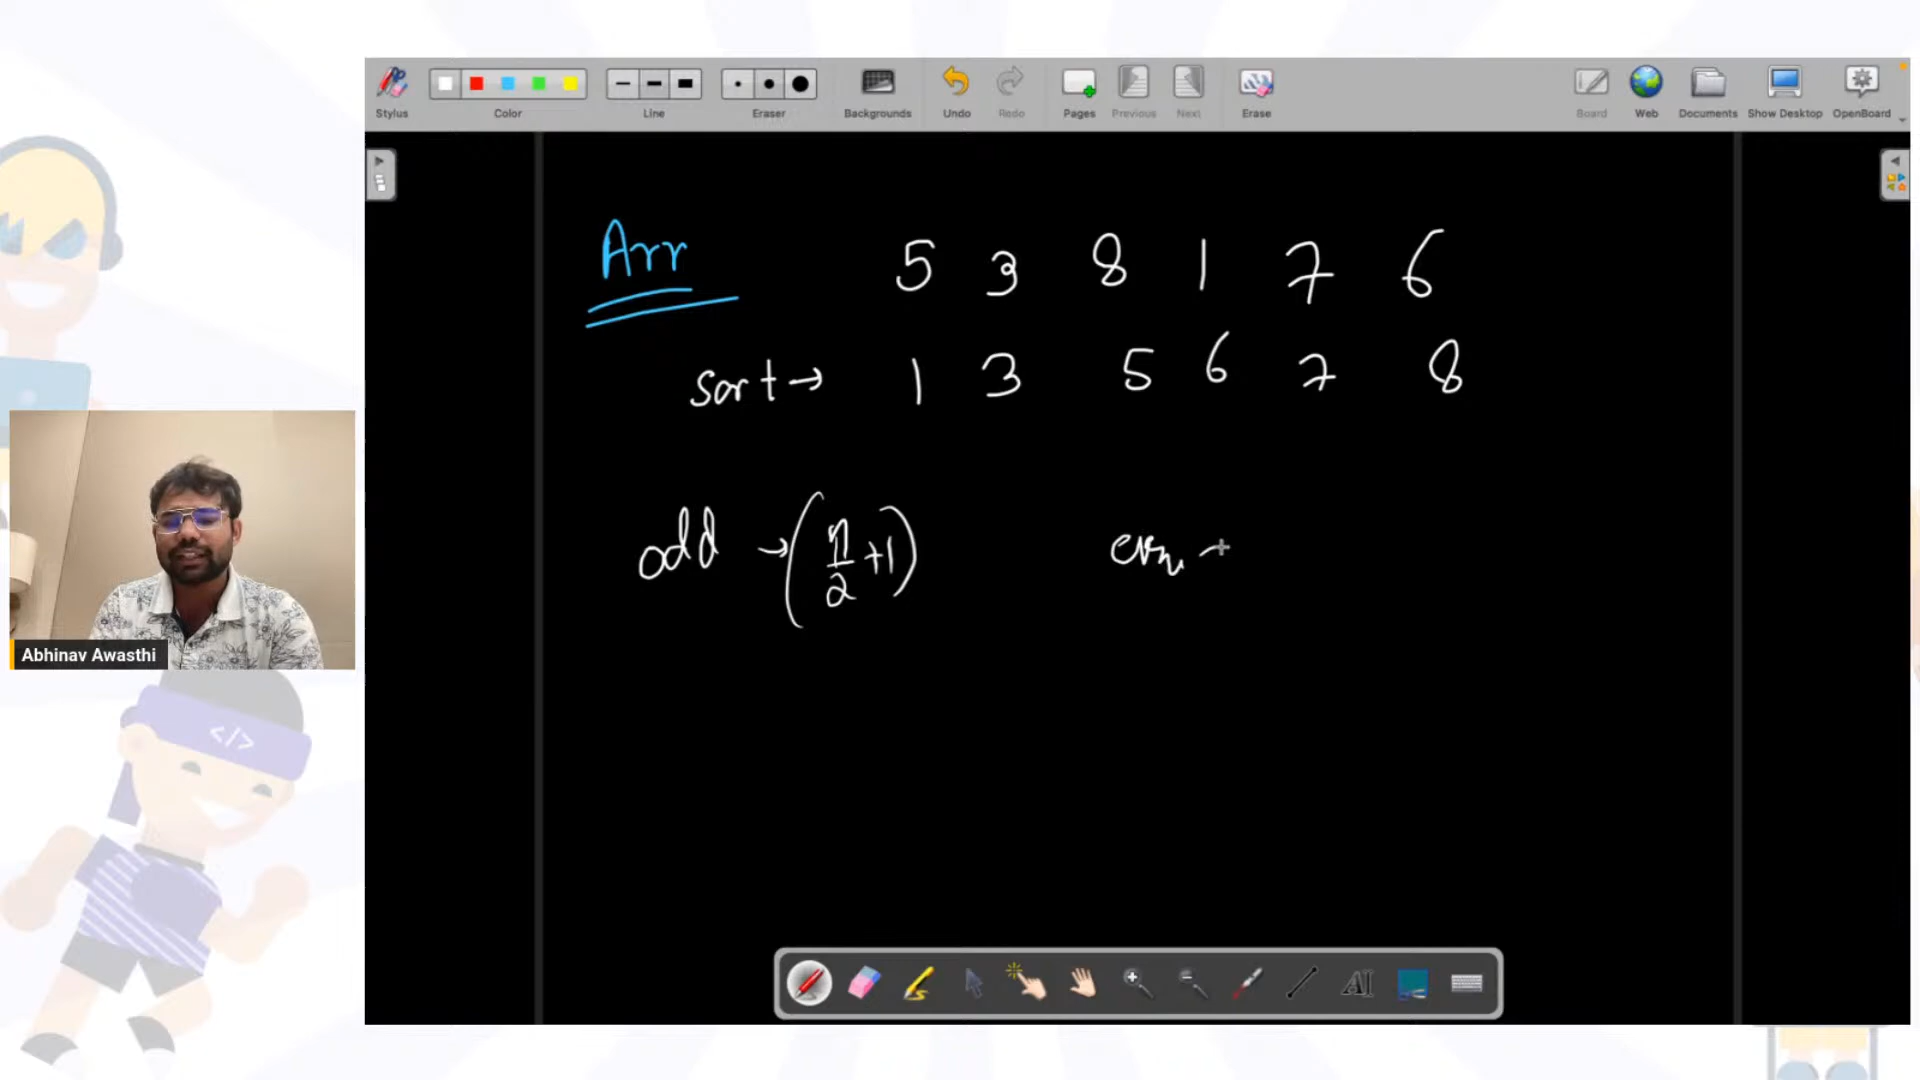 Stylus Color Line Eraser Backgrounds Undo Redo Pages Previous Next Erase Board Web Documents Show Desktop OpenBoard
Arr 5 3 8 1 7 6
sort → 1 3 5 6 7 8
odd → (n/2 + 1) even →
Abhinav Awasthi
</>
AI